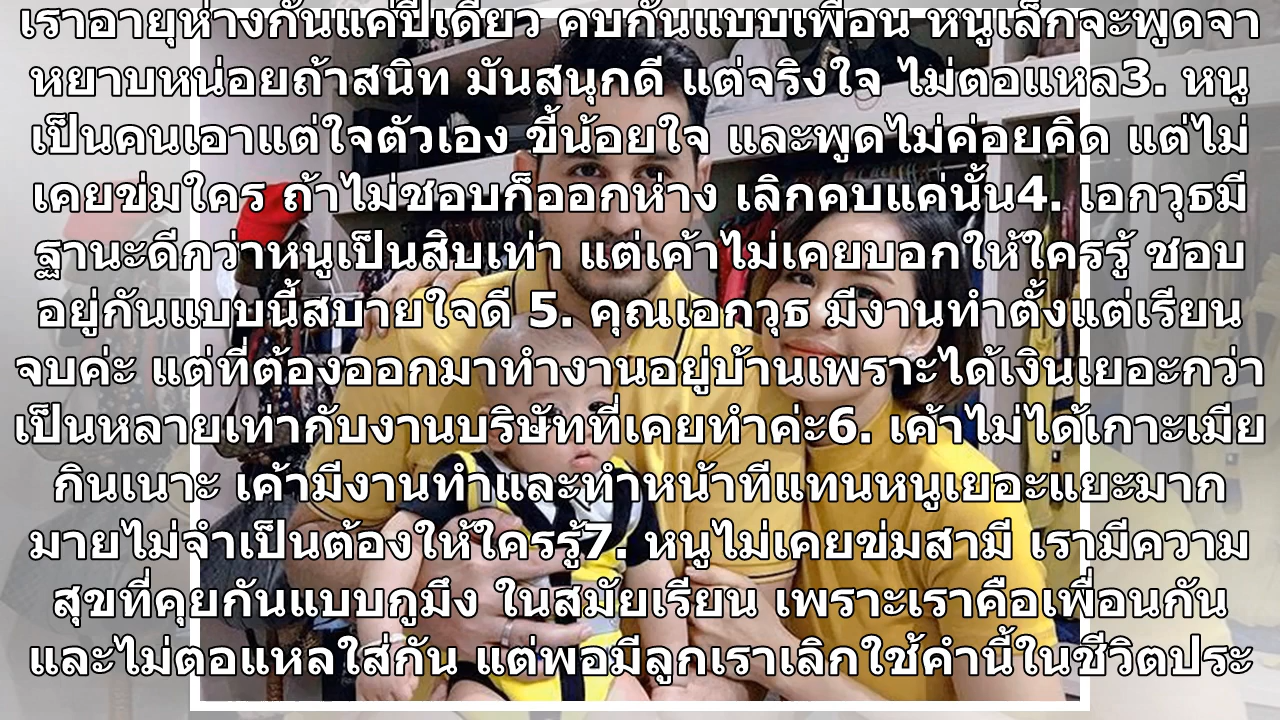 เราอายุห่างกันแค่ปีเดียว คบกันแบบเพื่อน หนูเล็กจะพูดจา
หยาบหน่อยถ้าสนิท มันสนุกดี แต่จริงใจ ไม่ตอแหล3. หนู
เป็นคนเอาแต่ใจตัวเอง ขี้น้อยใจ และพูดไม่ค่อยคิด แต่ไม่
เคยข่มใคร ถ้าไม่ชอบก็ออกห่าง เลิกคบแค่นั้น4. เอกวุธมี
ฐานะดีกว่าหนูเป็นสิบเท่า แต่เค้าไม่เคยบอกให้ใครรู้ ชอบ
อยู่กันแบบนี้สบายใจดี 5. คุณเอกวุธ มีงานทำตั้งแต่เรียน
จบค่ะ แต่ที่ต้องออกมาทำงานอยู่บ้านเพราะได้เงินเยอะกว่า
เป็นหลายเท่ากับงานบริษัทที่เคยทำค่ะ6. เค้าไม่ได้เกาะเมีย
กินเนาะ เค้ามีงานทำและทำหน้าทีแทนหนูเยอะแยะมาก
มายไม่จำเป็นต้องให้ใครรู้7. หนูไม่เคยข่มสามี เรามีความ
สุขที่คุยกันแบบกูมึง ในสมัยเรียน เพราะเราคือเพื่อนกัน
และไม่ตอแหลใส่กัน แต่พอมีลูกเราเลิกใช้คำนี้ในชีวิตประ